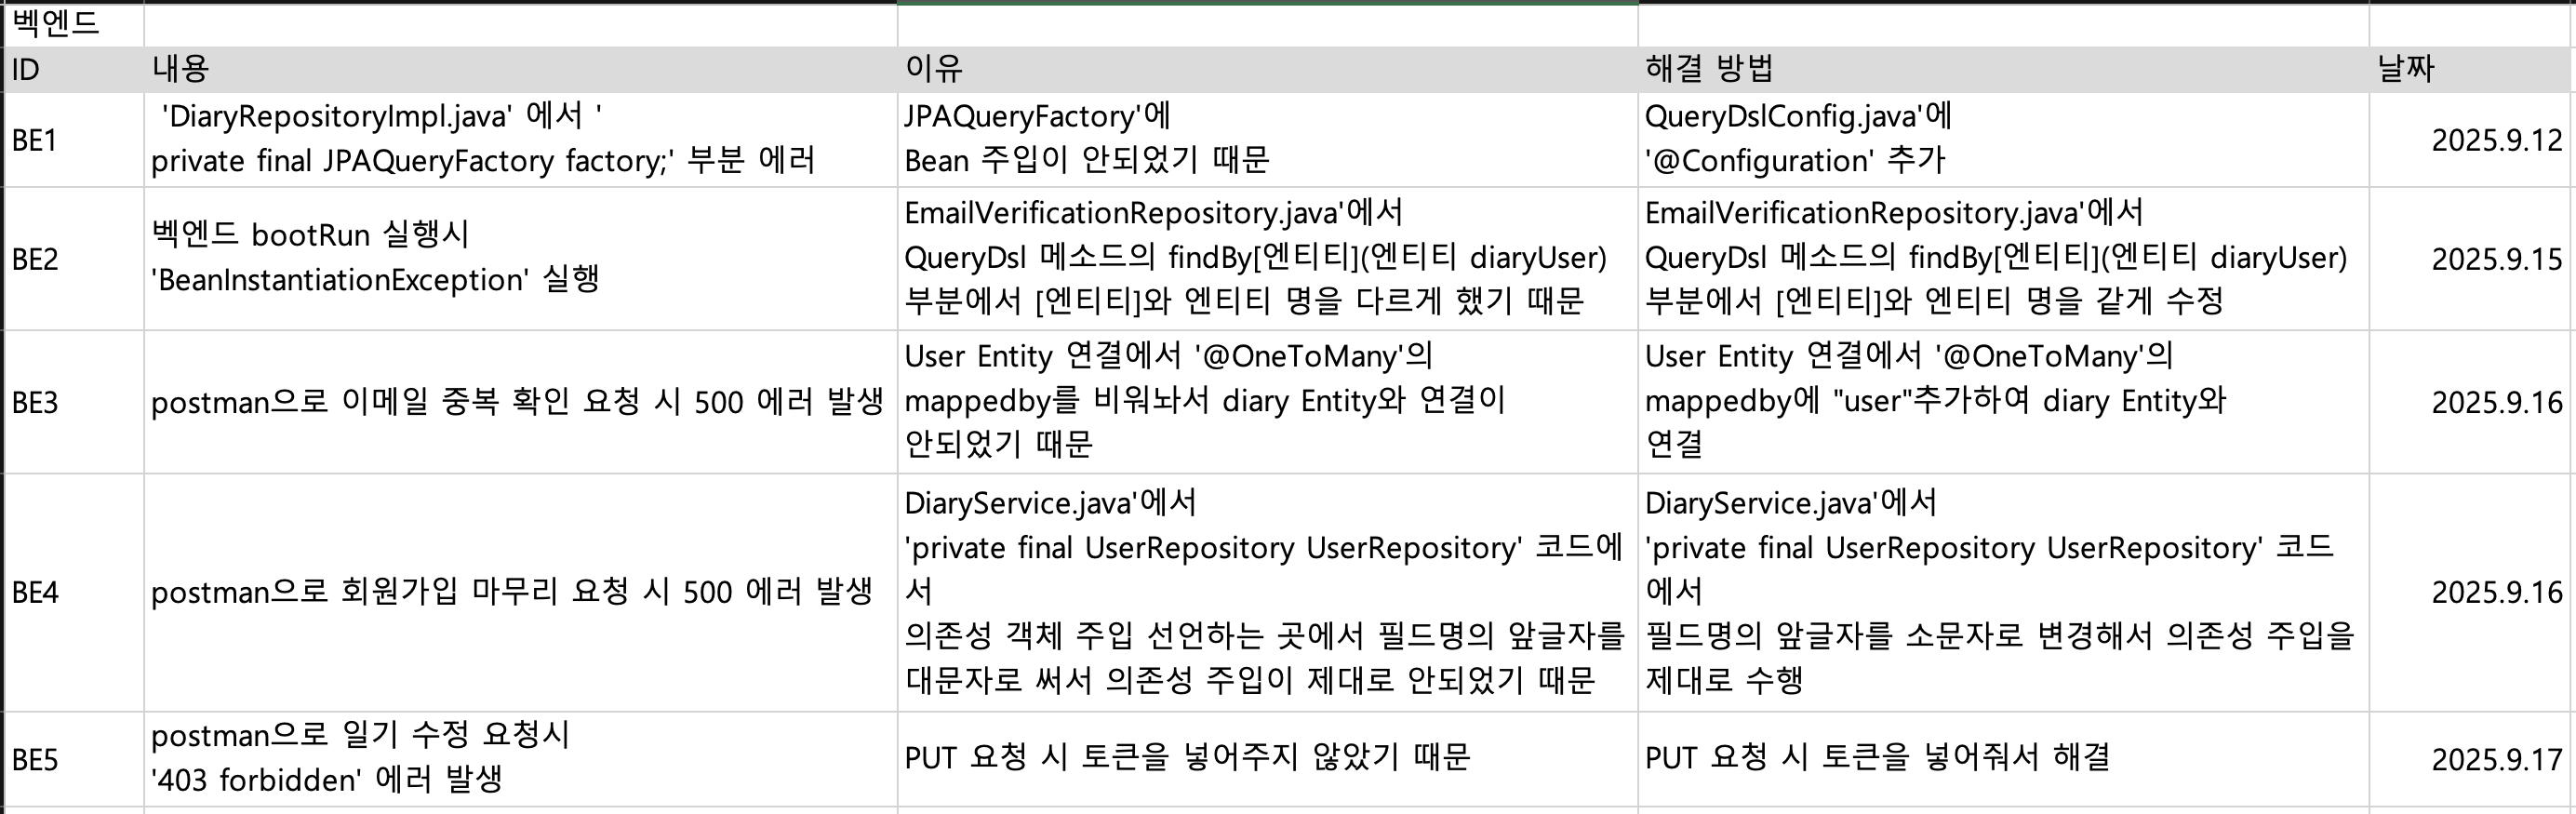 벡엔드
ID 내용 이유 해결 방법 날짜
BE1
'DiaryRepositoryImpl.java' 에서 '
private final JPAQueryFactory factory;' 부분 에러
JPAQueryFactory'에
Bean 주입이 안되었기 때문
QueryDslConfig.java'에
'@Configuration' 추가
2025.9.12
BE2
벡엔드 bootRun 실행시
'BeanInstantiationException' 실행
EmailVerificationRepository.java'에서
QueryDsl 메소드의 findBy[엔티티](엔티티 diaryUser)
부분에서 [엔티티]와 엔티티 명을 다르게 했기 때문
EmailVerificationRepository.java'에서
QueryDsl 메소드의 findBy[엔티티](엔티티 diaryUser)
부분에서 [엔티티]와 엔티티 명을 같게 수정
2025.9.15
BE3
postman으로 이메일 중복 확인 요청 시 500 에러 발생
User Entity 연결에서 '@OneToMany'의
mappedby를 비워놔서 diary Entity와 연결이
안되었기 때문
User Entity 연결에서 '@OneToMany'의
mappedby에 "user"추가하여 diary Entity와
연결
2025.9.16
BE4
postman으로 회원가입 마무리 요청 시 500 에러 발생
DiaryService.java'에서
'private final UserRepository UserRepository' 코드에
서
의존성 객체 주입 선언하는 곳에서 필드명의 앞글자를
대문자로 써서 의존성 주입이 제대로 안되었기 때문
DiaryService.java'에서
'private final UserRepository UserRepository' 코드
에서
필드명의 앞글자를 소문자로 변경해서 의존성 주입을
제대로 수행
2025.9.16
BE5
postman으로 일기 수정 요청시
'403 forbidden' 에러 발생
PUT 요청 시 토큰을 넣어주지 않았기 때문
PUT 요청 시 토큰을 넣어줘서 해결
2025.9.17